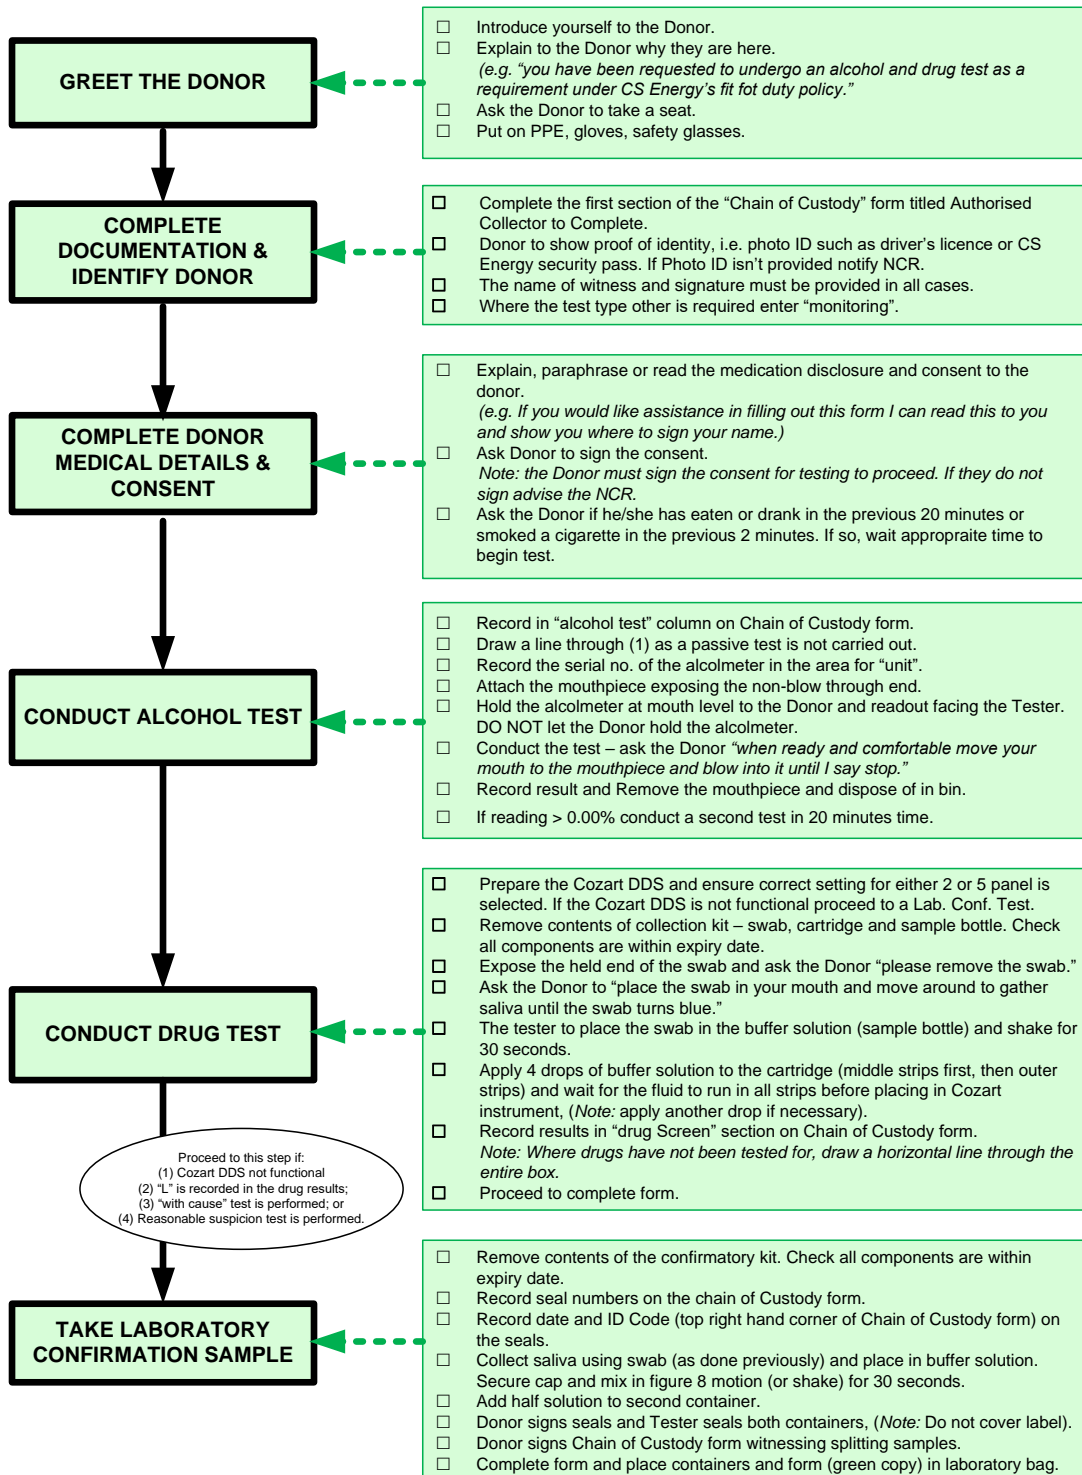 GREET THE DONOR
☐ Introduce yourself to the Donor.
☐ Explain to the Donor why they are here.
(e.g. “you have been requested to undergo an alcohol and drug test as a
requirement under CS Energy’s fit fot duty policy.”
☐ Ask the Donor to take a seat.
☐ Put on PPE, gloves, safety glasses.
COMPLETE
DOCUMENTATION &
IDENTIFY DONOR
☐ Complete the first section of the “Chain of Custody” form titled Authorised
Collector to Complete.
☐ Donor to show proof of identity, i.e. photo ID such as driver’s licence or CS
Energy security pass. If Photo ID isn’t provided notify NCR.
☐ The name of witness and signature must be provided in all cases.
☐ Where the test type other is required enter “monitoring”.
COMPLETE DONOR
MEDICAL DETAILS &
CONSENT
☐ Explain, paraphrase or read the medication disclosure and consent to the
donor.
(e.g. If you would like assistance in filling out this form I can read this to you
and show you where to sign your name.)
☐ Ask Donor to sign the consent.
Note: the Donor must sign the consent for testing to proceed. If they do not
sign advise the NCR.
☐ Ask the Donor if he/she has eaten or drank in the previous 20 minutes or
smoked a cigarette in the previous 2 minutes. If so, wait appropraite time to
begin test.
CONDUCT ALCOHOL TEST
☐ Record in “alcohol test” column on Chain of Custody form.
☐ Draw a line through (1) as a passive test is not carried out.
☐ Record the serial no. of the alcolmeter in the area for “unit”.
☐ Attach the mouthpiece exposing the non-blow through end.
☐ Hold the alcolmeter at mouth level to the Donor and readout facing the Tester.
DO NOT let the Donor hold the alcolmeter.
☐ Conduct the test – ask the Donor “when ready and comfortable move your
mouth to the mouthpiece and blow into it until I say stop.”
☐ Record result and Remove the mouthpiece and dispose of in bin.
☐ If reading > 0.00% conduct a second test in 20 minutes time.
CONDUCT DRUG TEST
☐ Prepare the Cozart DDS and ensure correct setting for either 2 or 5 panel is
selected. If the Cozart DDS is not functional proceed to a Lab. Conf. Test.
☐ Remove contents of collection kit – swab, cartridge and sample bottle. Check
all components are within expiry date.
☐ Expose the held end of the swab and ask the Donor “please remove the swab.”
☐ Ask the Donor to “place the swab in your mouth and move around to gather
saliva until the swab turns blue.”
☐ The tester to place the swab in the buffer solution (sample bottle) and shake for
30 seconds.
☐ Apply 4 drops of buffer solution to the cartridge (middle strips first, then outer
strips) and wait for the fluid to run in all strips before placing in Cozart
instrument, (Note: apply another drop if necessary).
☐ Record results in “drug Screen” section on Chain of Custody form.
Note: Where drugs have not been tested for, draw a horizontal line through the
entire box.
☐ Proceed to complete form.
Proceed to this step if:
(1) Cozart DDS not functional
(2) “L” is recorded in the drug results;
(3) “with cause” test is performed; or
(4) Reasonable suspicion test is performed.
TAKE LABORATORY
CONFIRMATION SAMPLE
☐ Remove contents of the confirmatory kit. Check all components are within
expiry date.
☐ Record seal numbers on the chain of Custody form.
☐ Record date and ID Code (top right hand corner of Chain of Custody form) on
the seals.
☐ Collect saliva using swab (as done previously) and place in buffer solution.
Secure cap and mix in figure 8 motion (or shake) for 30 seconds.
☐ Add half solution to second container.
☐ Donor signs seals and Tester seals both containers, (Note: Do not cover label).
☐ Donor signs Chain of Custody form witnessing splitting samples.
☐ Complete form and place containers and form (green copy) in laboratory bag.